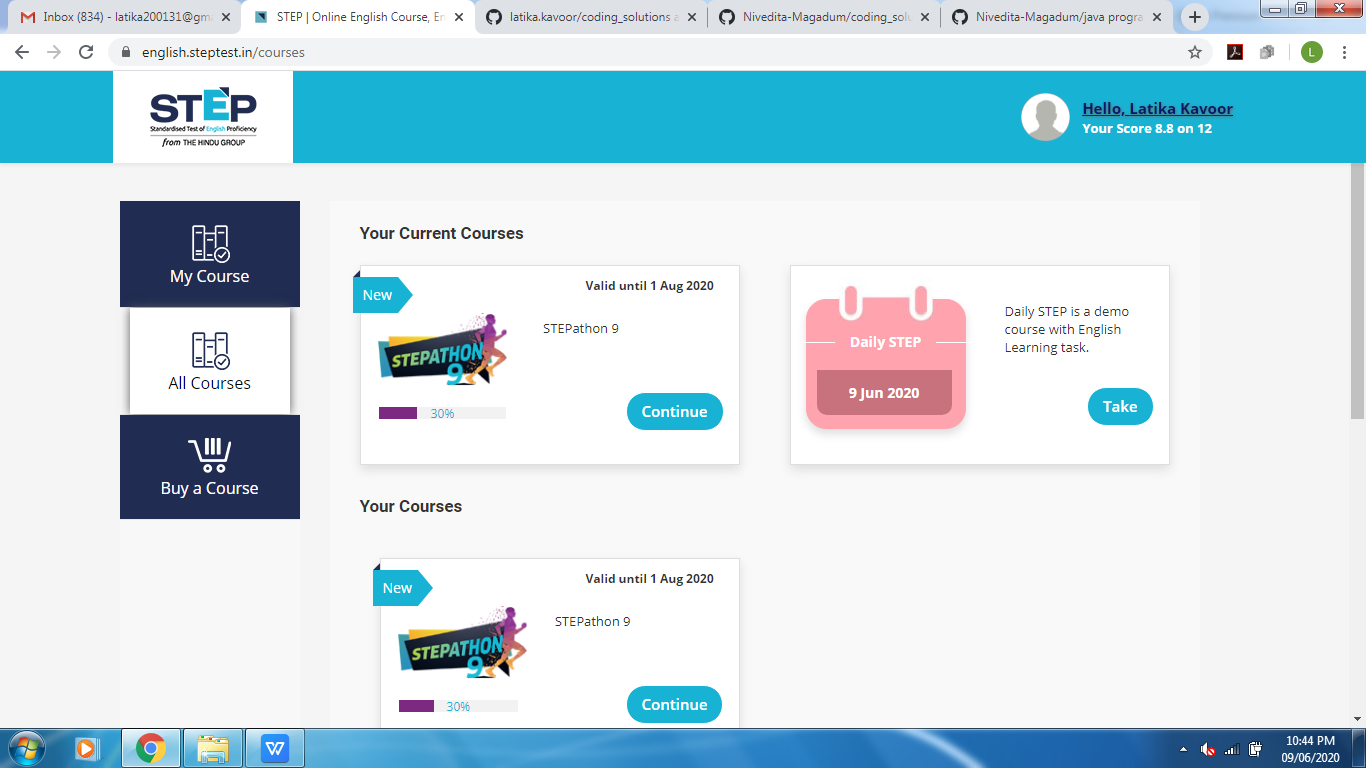 Inbox (834) - latika200131@gma
STEP | Online English Course, En
latika.kavoor/coding_solutions a
Nivedita-Magadum/coding_solu
Nivedita-Magadum/java progra
english.steptest.in/courses
L
STEP
Standardised Test of English Proficiency
from THE HINDU GROUP
Hello, Latika Kavoor
Your Score 8.8 on 12
My Course
All Courses
Buy a Course
Your Current Courses
New
Valid until 1 Aug 2020
STEPathon 9
STEPATHON
9
30%
Continue
Daily STEP
9 Jun 2020
Daily STEP is a demo
course with English
Learning task.
Take
Your Courses
New
Valid until 1 Aug 2020
STEPathon 9
STEPATHON
9
30%
Continue
W
10:44 PM
09/06/2020